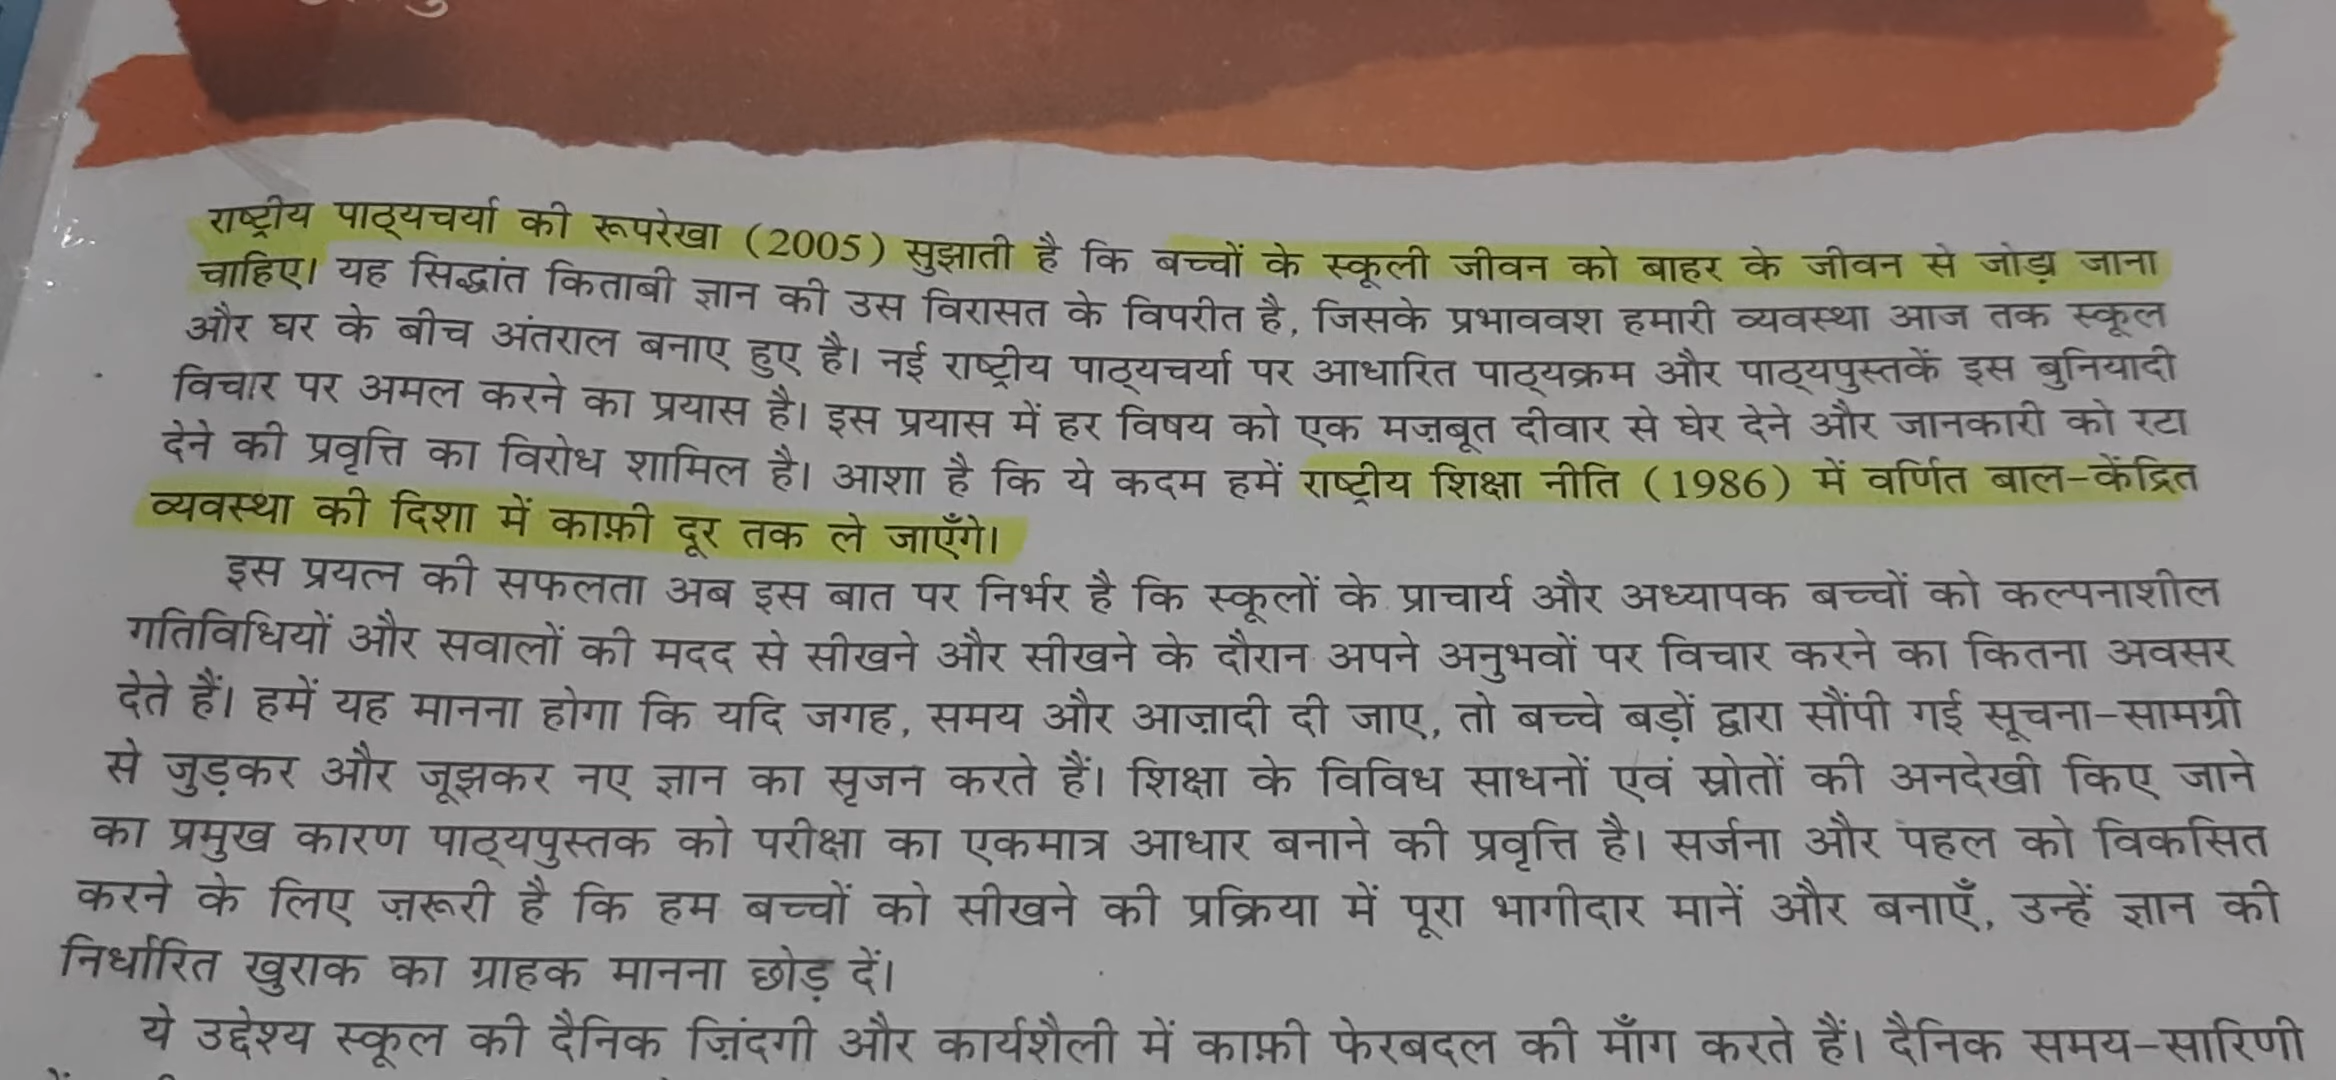 राष्ट्रीय पाठ्यचर्या की रूपरेखा (2005) सुझाती है कि बच्चों के स्कूली जीवन को बाहर के जीवन से जोड़ा जाना
चाहिए। यह सिद्धांत किताबी ज्ञान की उस विरासत के विपरीत है, जिसके प्रभाववश हमारी व्यवस्था आज तक स्कूल
और घर के बीच अंतराल बनाए हुए है। नई राष्ट्रीय पाठ्यचर्या पर आधारित पाठ्यक्रम और पाठ्यपुस्तकें इस बुनियादी
विचार पर अमल करने का प्रयास है। इस प्रयास में हर विषय को एक मज़बूत दीवार से घेर देने और जानकारी को रटा
देने की प्रवृत्ति का विरोध शामिल है। आशा है कि ये कदम हमें राष्ट्रीय शिक्षा नीति (1986) में वर्णित बाल-केंद्रित
व्यवस्था की दिशा में काफ़ी दूर तक ले जाएँगे।
इस प्रयत्न की सफलता अब इस बात पर निर्भर है कि स्कूलों के प्राचार्य और अध्यापक बच्चों को कल्पनाशील
गतिविधियों और सवालों की मदद से सीखने और सीखने के दौरान अपने अनुभवों पर विचार करने का कितना अवसर
देते हैं। हमें यह मानना होगा कि यदि जगह, समय और आज़ादी दी जाए, तो बच्चे बड़ों द्वारा सौंपी गई सूचना-सामग्री
से जुड़कर और जूझकर नए ज्ञान का सृजन करते हैं। शिक्षा के विविध साधनों एवं स्रोतों की अनदेखी किए जाने
का प्रमुख कारण पाठ्यपुस्तक को परीक्षा का एकमात्र आधार बनाने की प्रवृत्ति है। सर्जना और पहल को विकसित
करने के लिए ज़रूरी है कि हम बच्चों को सीखने की प्रक्रिया में पूरा भागीदार मानें और बनाएँ, उन्हें ज्ञान की
निर्धारित खुराक का ग्राहक मानना छोड़ दें।
ये उद्देश्य स्कूल की दैनिक ज़िंदगी और कार्यशैली में काफ़ी फेरबदल की माँग करते हैं। दैनिक समय-सारिणी